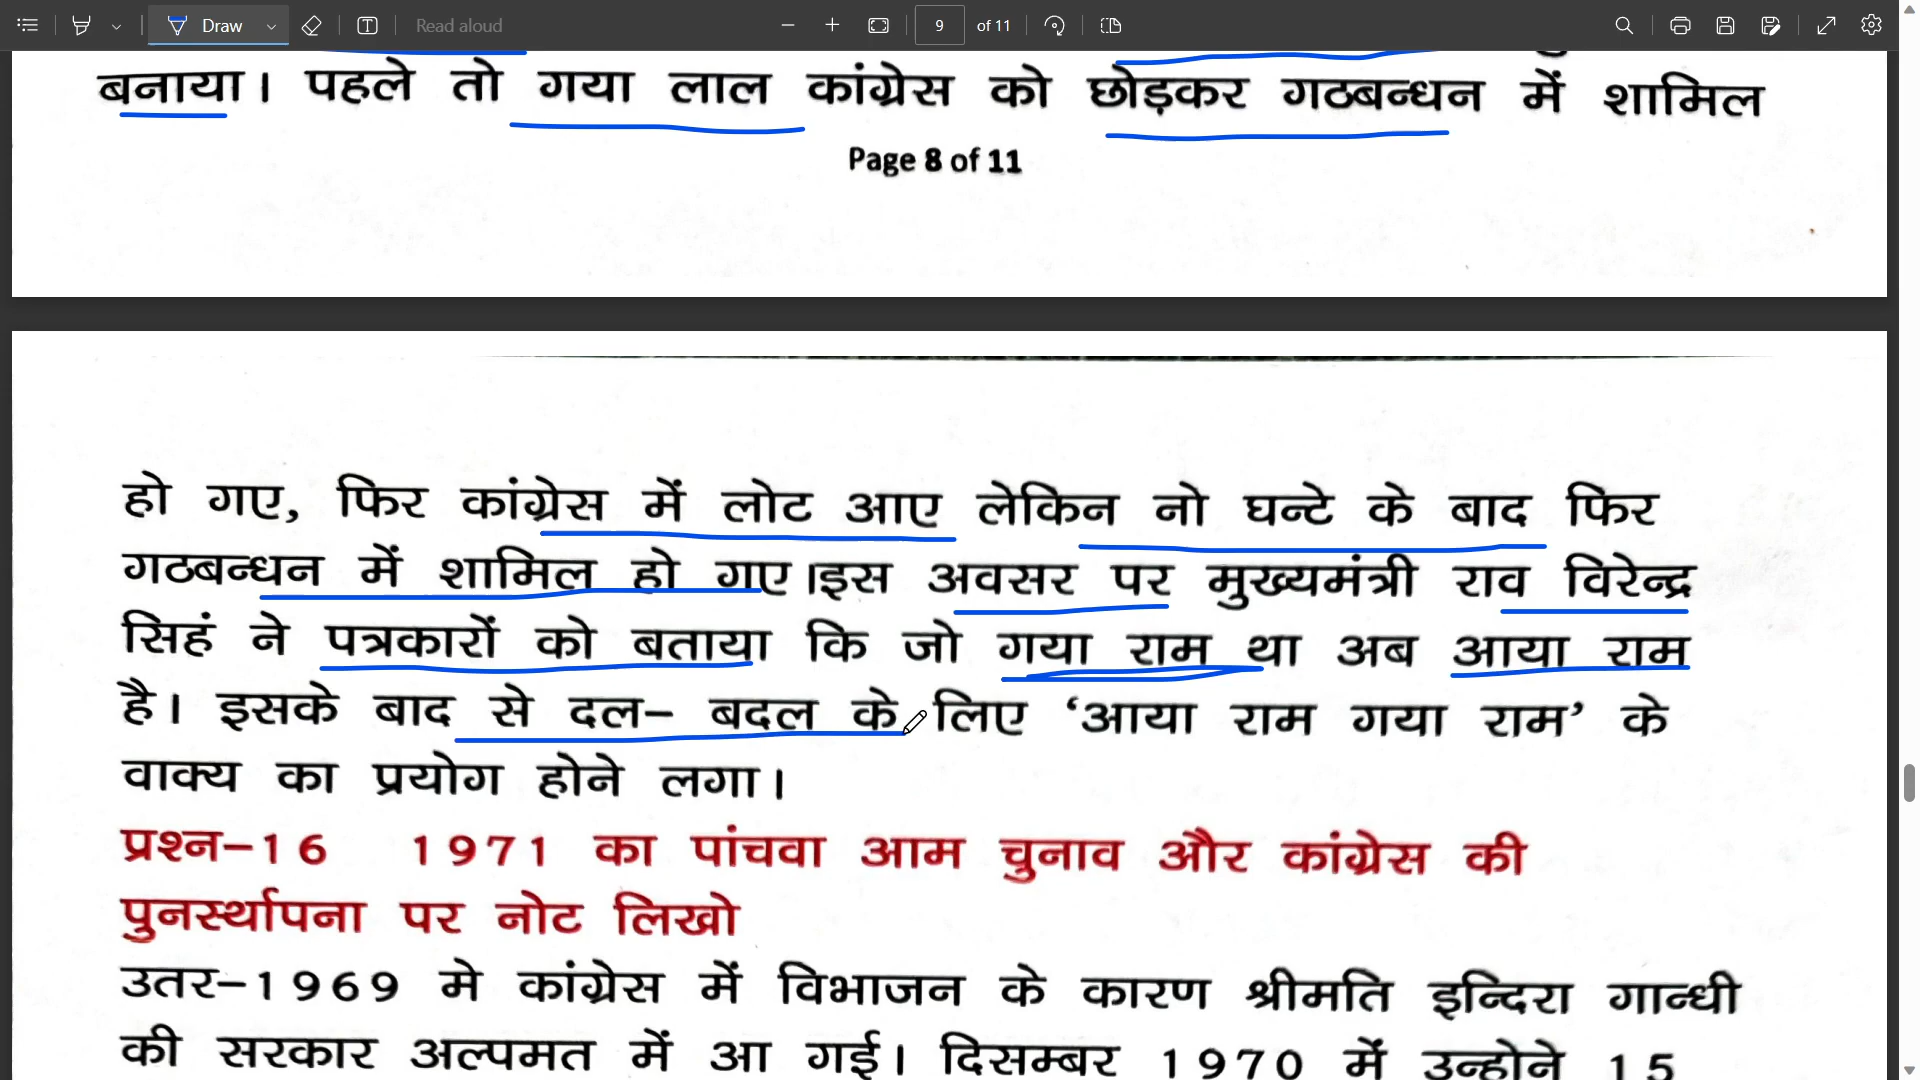 Draw Read aloud 9 of 11
बनाया। पहले तो गया लाल कांग्रेस को छोड़कर गठबन्धन में शामिल
Page 8 of 11
हो गए, फिर कांग्रेस में लोट आए लेकिन नो घन्टे के बाद फिर
गठबन्धन में शामिल हो गए।इस अवसर पर मुख्यमंत्री राव विरेन्द्र
सिहं ने पत्रकारों को बताया कि जो गया राम था अब आया राम
है। इसके बाद से दल– बदल के लिए ‘आया राम गया राम’ के
वाक्य का प्रयोग होने लगा।
प्रश्न–16 1971 का पांचवा आम चुनाव और कांग्रेस की
पुनर्स्थापना पर नोट लिखो
उतर–1969 मे कांग्रेस में विभाजन के कारण श्रीमति इन्दिरा गान्धी
की सरकार अल्पमत में आ गई। दिसम्बर 1970 में उन्होने 15